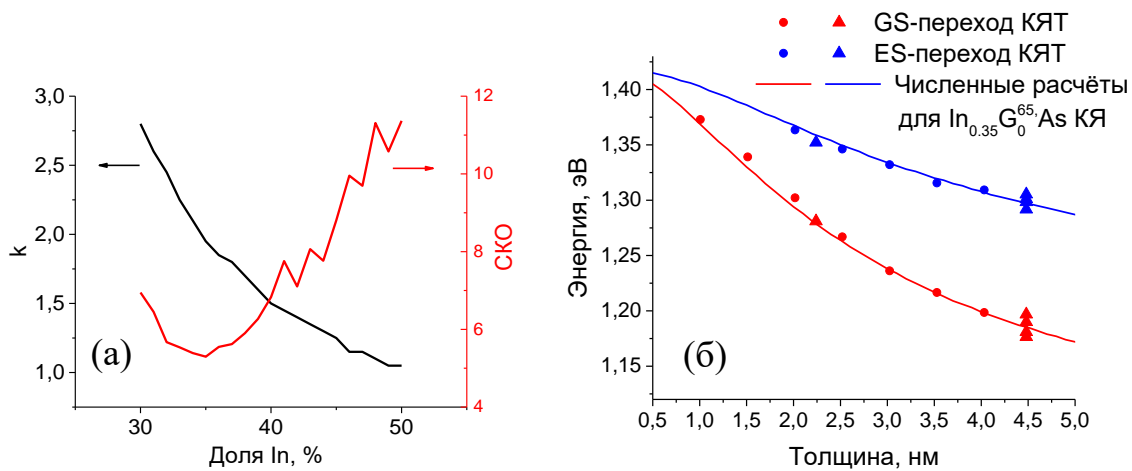 3,0
2,5
2,0
1,5
1,0
k
30
40
50
Доля In, %
12
10
8
6
4
СКО
(а)
GS-переход КЯТ
ES-переход КЯТ
Численные расчёты
для In0.35G0 65,As КЯ
1,40
1,35
1,30
1,25
1,20
1,15
Энергия, эВ
(б)
0,5 1,0 1,5 2,0 2,5 3,0 3,5 4,0 4,5 5,0
Толщина, нм